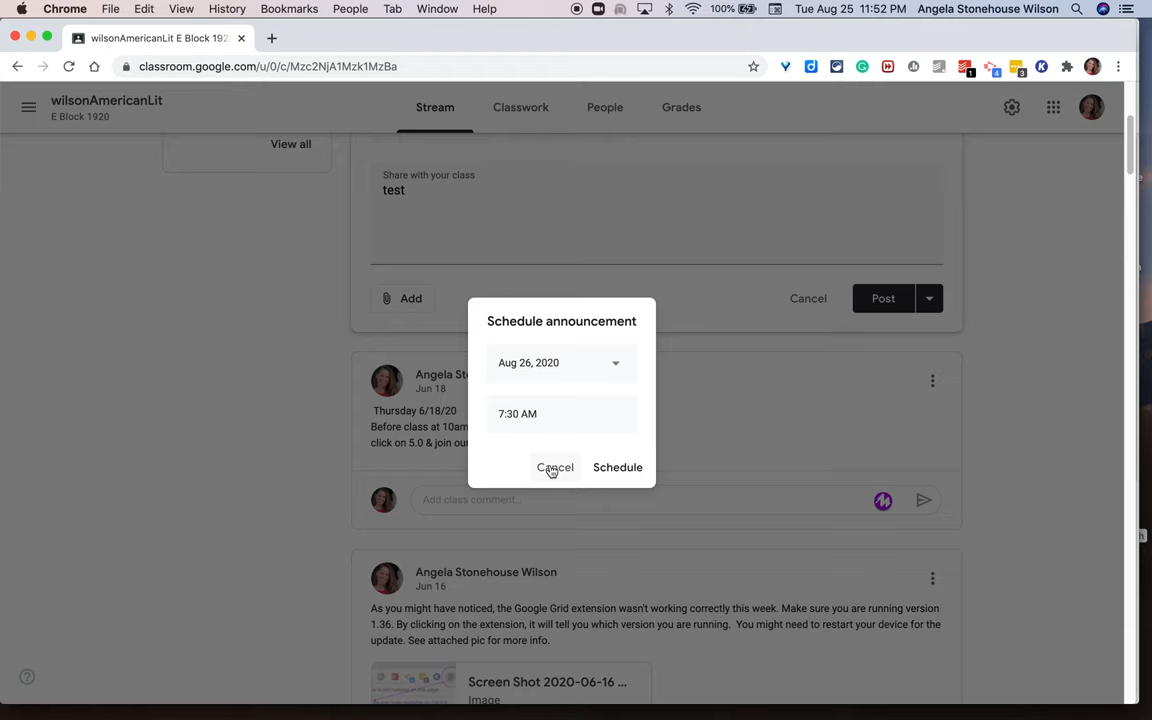 Chrome File Edit View History Bookmarks People Tab Window Help 100% Tue Aug 25 11:52 PM Angela Stonehouse Wilson
wilsonAmericanLit E Block 192
classroom.google.com/u/0/c/Mzc2NjA1Mzk1MzBa
1 4 3
wilsonAmericanLit
E Block 1920
Stream Classwork People Grades
View all
Share with your class
test
Add
Cancel Post
Schedule announcement
Aug 26, 2020
7:30 AM
Cancel Schedule
Angela St
Jun 18
Thursday 6/18/20
Before class at 10am
click on 5.0 & join our
Add class comment...
Angela Stonehouse Wilson
Jun 16
As you might have noticed, the Google Grid extension wasn't working correctly this week. Make sure you are running version
1.36. By clicking on the extension, it will tell you which version you are running. You might need to restart your device for the
update. See attached pic for more info.
Screen Shot 2020-06-16 ...
Image